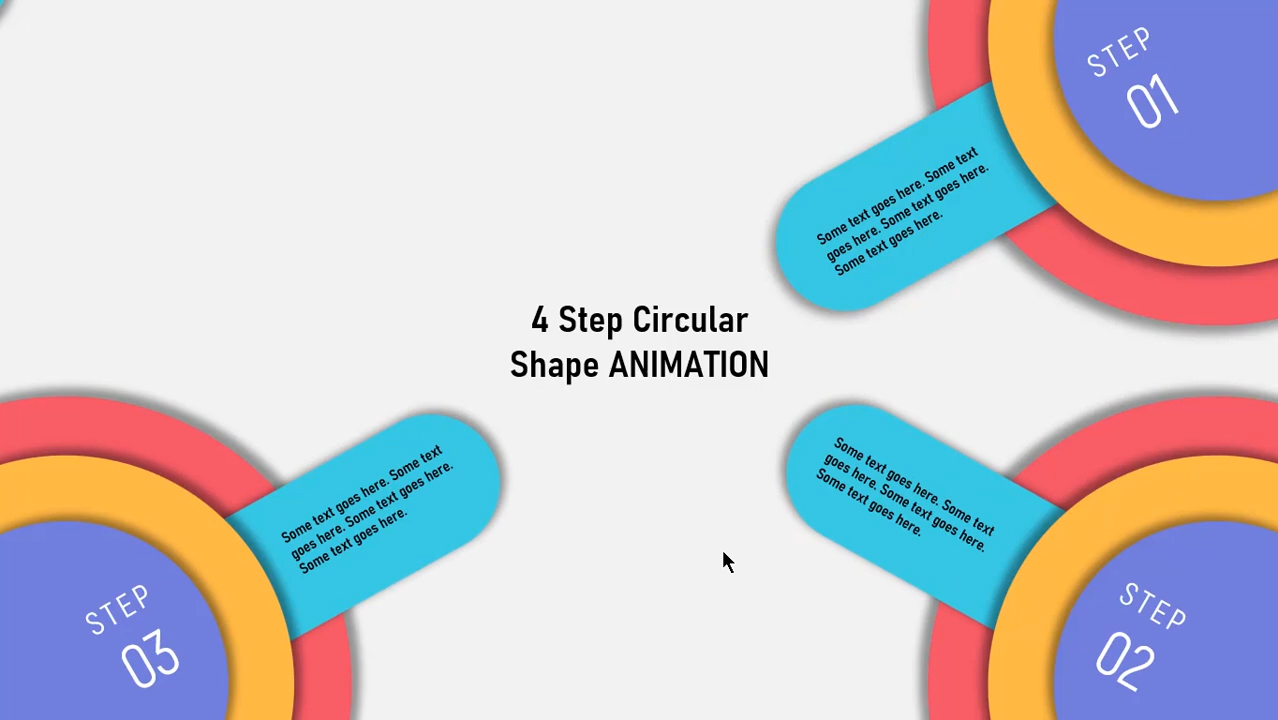 STEP
01
Some text goes here. Some text
goes here. Some text goes here.
Some text goes here.
4 Step Circular
Shape ANIMATION
Some text goes here. Some text
goes here. Some text goes here.
Some text goes here.
STEP
02
Some text goes here. Some text
goes here. Some text goes here.
Some text goes here.
STEP
03